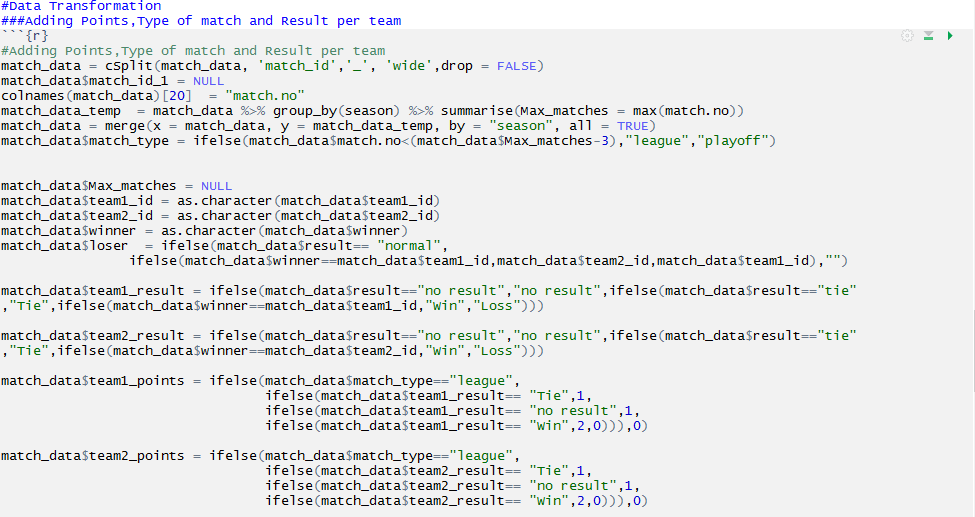 #Data Transformation
###Adding Points,Type of match and Result per team
```{r}
#Adding Points,Type of match and Result per team
match_data = cSplit(match_data, 'match_id','_', 'wide',drop = FALSE)
match_data$match_id_1 = NULL
colnames(match_data)[20]  = "match.no"
match_data_temp  = match_data %>% group_by(season) %>% summarise(Max_matches = max(match.no))
match_data = merge(x = match_data, y = match_data_temp, by = "season", all = TRUE)
match_data$match_type = ifelse(match_data$match.no<(match_data$Max_matches-3),"league","playoff")
match_data$Max_matches = NULL
match_data$team1_id = as.character(match_data$team1_id)
match_data$team2_id = as.character(match_data$team2_id)
match_data$winner = as.character(match_data$winner)
match_data$loser  = ifelse(match_data$result== "normal",
ifelse(match_data$winner==match_data$team1_id,match_data$team2_id,match_data$team1_id),"")
match_data$team1_result = ifelse(match_data$result=="no result","no result",ifelse(match_data$result=="tie"
,"Tie",ifelse(match_data$winner==match_data$team1_id,"Win","Loss")))
match_data$team2_result = ifelse(match_data$result=="no result","no result",ifelse(match_data$result=="tie"
,"Tie",ifelse(match_data$winner==match_data$team2_id,"Win","Loss")))
match_data$team1_points = ifelse(match_data$match_type=="league",
ifelse(match_data$team1_result== "Tie",1,
ifelse(match_data$team1_result== "no result",1,
ifelse(match_data$team1_result== "Win",2,0))),0)
match_data$team2_points = ifelse(match_data$match_type=="league",
ifelse(match_data$team2_result== "Tie",1,
ifelse(match_data$team2_result== "no result",1,
ifelse(match_data$team2_result== "Win",2,0))),0)